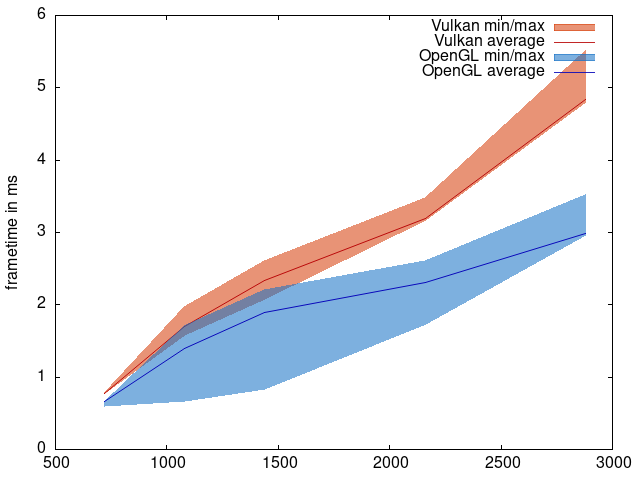 6
Vulkan min/max
Vulkan average
OpenGL min/max
OpenGL average
5
4
frametime in ms
3
2
1
0
500 1000 1500 2000 2500 3000